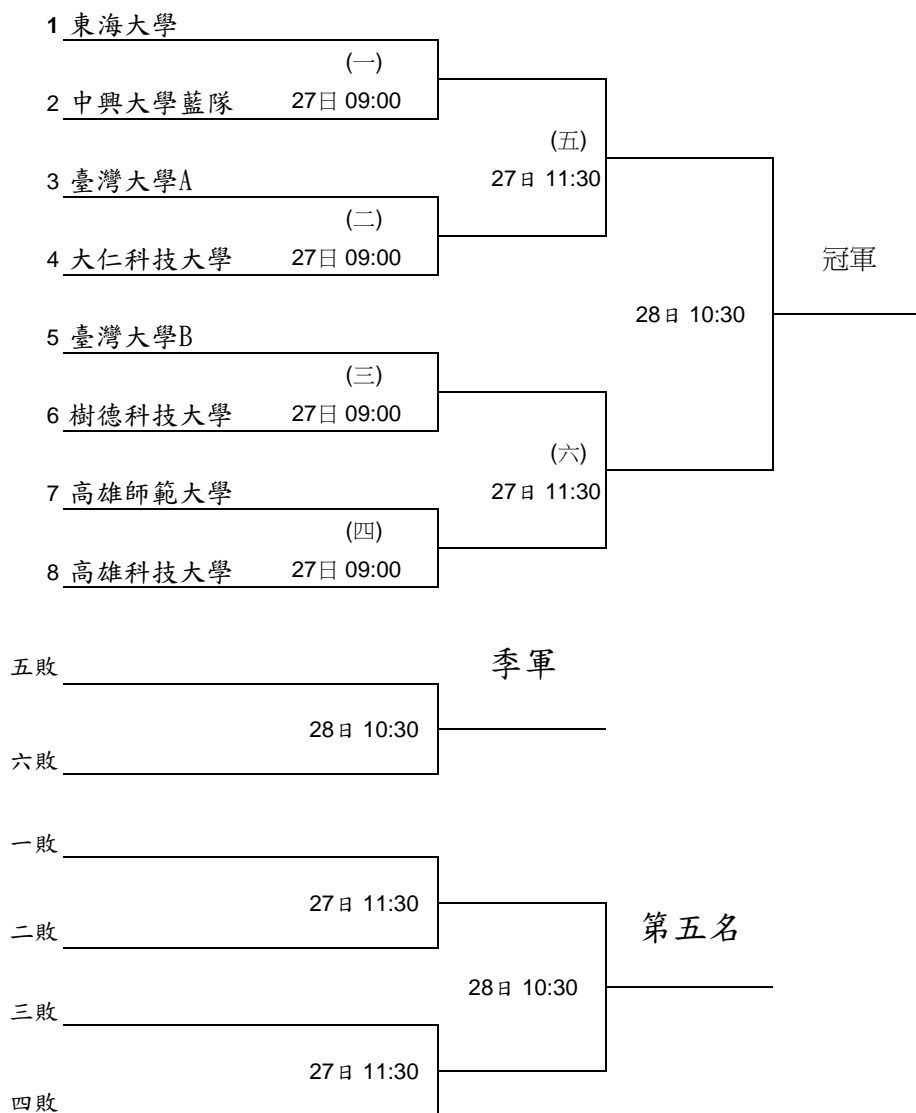 1 東海大學
(一)
2 中興大學藍隊 27日 09:00
(五)
3 臺灣大學A 27日 11:30
(二)
4 大仁科技大學 27日 09:00
冠軍
28日 10:30
5 臺灣大學B
(三)
6 樹德科技大學 27日 09:00
(六)
7 高雄師範大學 27日 11:30
(四)
8 高雄科技大學 27日 09:00
五敗 季軍
28日 10:30
六敗
一敗
27日 11:30
二敗 第五名
28日 10:30
三敗
27日 11:30
四敗